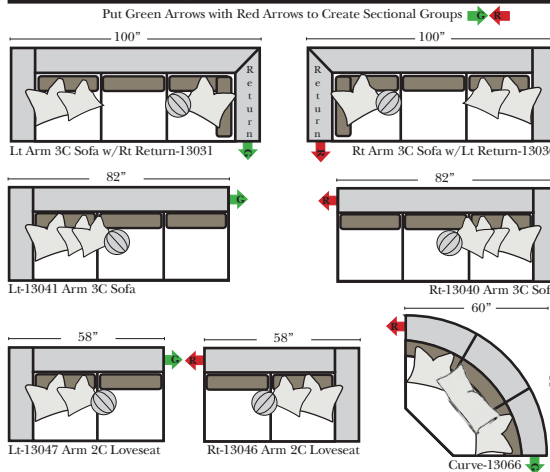 Put Green Arrows with Red Arrows to Create Sectional Groups G R
100” 100”
Return
Return
G
R
Lt Arm 3C Sofa w/Rt Return-13031
Rt Arm 3C Sofa w/Lt Return-1303
82” 82”
G
R
Lt-13041 Arm 3C Sofa
Rt-13040 Arm 3C Sof
60”
R
58” 58”
G
R
Lt-13047 Arm 2C Loveseat
Rt-13046 Arm 2C Loveseat
Curve-13066
G